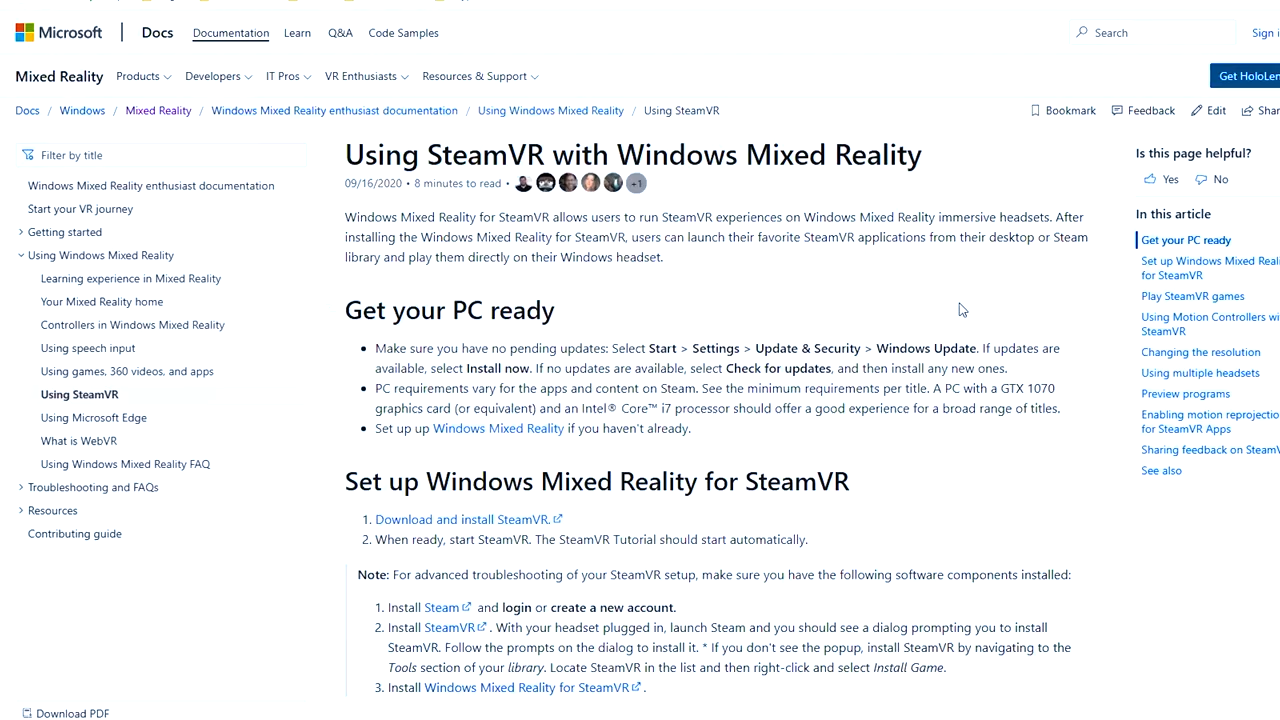 Microsoft Docs Documentation Learn Q&A Code Samples Search Sign i
Mixed Reality Products Developers IT Pros VR Enthusiasts Resources & Support Get HoloLen
Docs / Windows / Mixed Reality / Windows Mixed Reality enthusiast documentation / Using Windows Mixed Reality / Using SteamVR Bookmark Feedback Edit Shar
Filter by title
Windows Mixed Reality enthusiast documentation
Start your VR journey
Getting started
Using Windows Mixed Reality
Learning experience in Mixed Reality
Your Mixed Reality home
Controllers in Windows Mixed Reality
Using speech input
Using games, 360 videos, and apps
Using SteamVR
Using Microsoft Edge
What is WebVR
Using Windows Mixed Reality FAQ
Troubleshooting and FAQs
Resources
Contributing guide
Download PDF
Using SteamVR with Windows Mixed Reality
09/16/2020 • 8 minutes to read • +1
Windows Mixed Reality for SteamVR allows users to run SteamVR experiences on Windows Mixed Reality immersive headsets. After
installing the Windows Mixed Reality for SteamVR, users can launch their favorite SteamVR applications from their desktop or Steam
library and play them directly on their Windows headset.
Get your PC ready
• Make sure you have no pending updates: Select Start > Settings > Update & Security > Windows Update. If updates are
available, select Install now. If no updates are available, select Check for updates, and then install any new ones.
• PC requirements vary for the apps and content on Steam. See the minimum requirements per title. A PC with a GTX 1070
graphics card (or equivalent) and an Intel® Core™ i7 processor should offer a good experience for a broad range of titles.
• Set up up Windows Mixed Reality if you haven't already.
Set up Windows Mixed Reality for SteamVR
1. Download and install SteamVR.
2. When ready, start SteamVR. The SteamVR Tutorial should start automatically.
Note: For advanced troubleshooting of your SteamVR setup, make sure you have the following software components installed:
1. Install Steam and login or create a new account.
2. Install SteamVR . With your headset plugged in, launch Steam and you should see a dialog prompting you to install
SteamVR. Follow the prompts on the dialog to install it. * If you don't see the popup, install SteamVR by navigating to the
Tools section of your library. Locate SteamVR in the list and then right-click and select Install Game.
3. Install Windows Mixed Reality for SteamVR .
Is this page helpful?
Yes No
In this article
Get your PC ready
Set up Windows Mixed Reali
for SteamVR
Play SteamVR games
Using Motion Controllers wi
SteamVR
Changing the resolution
Using multiple headsets
Preview programs
Enabling motion reprojectio
for SteamVR Apps
Sharing feedback on SteamV
See also